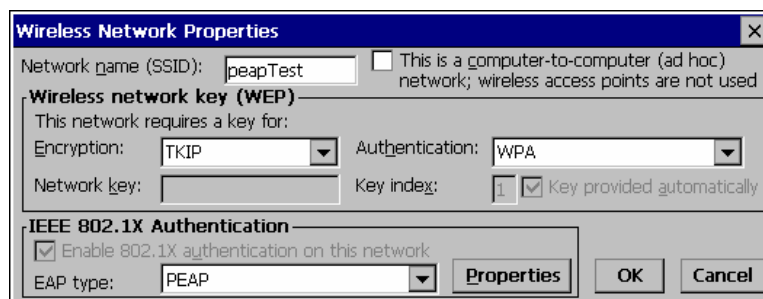 Wireless Network Properties
Network name (SSID): peapTest
This is a computer-to-computer (ad hoc)
network; wireless access points are not used
Wireless network key (WEP)
This network requires a key for:
Encryption: TKIP Authentication: WPA
Network key: Key index: 1 Key provided automatically
IEEE 802.1X Authentication
Enable 802.1X authentication on this network
EAP type: PEAP Properties OK Cancel